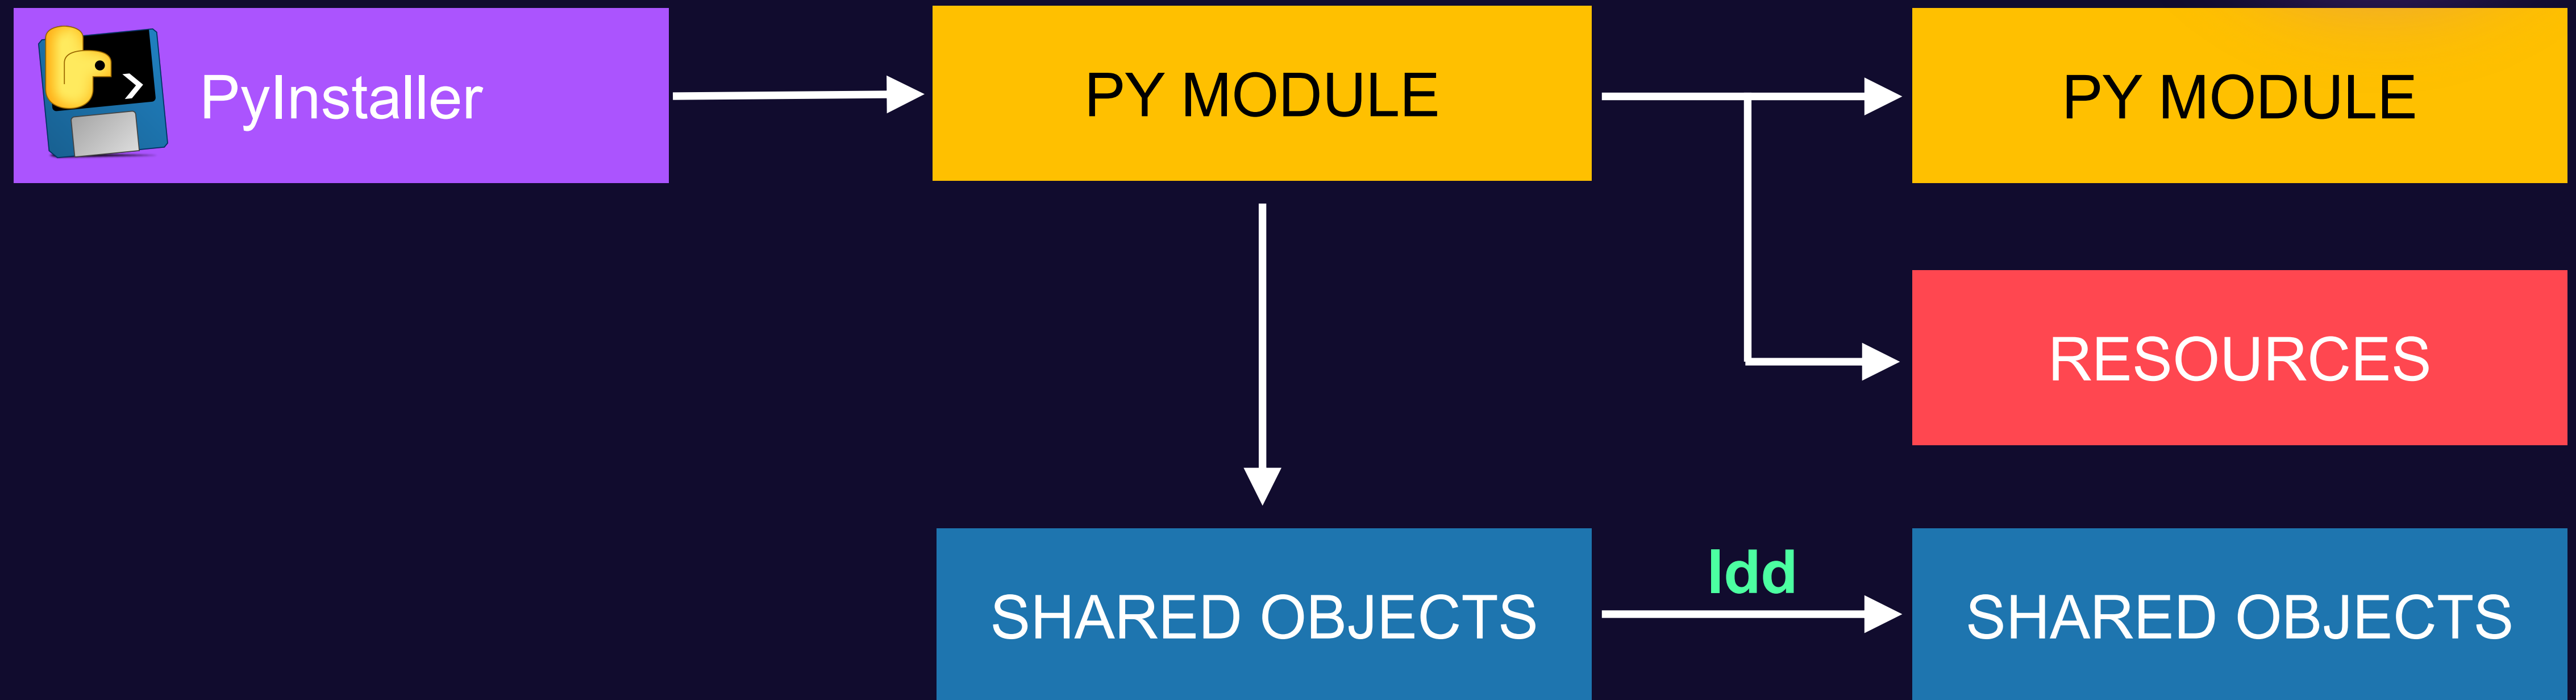 PyInstaller
PY MODULE
PY MODULE
RESOURCES
SHARED OBJECTS
ldd
SHARED OBJECTS